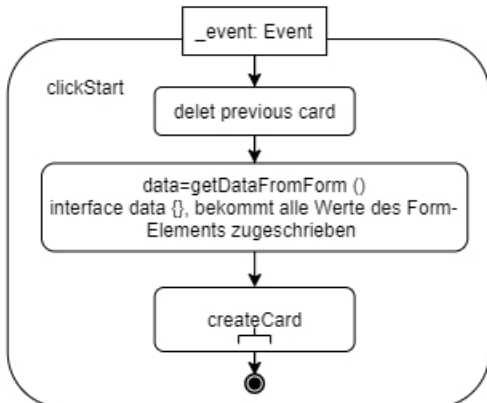 _event: Event
clickStart
delet previous card
data=getDataFromForm ()
interface data {}, bekommt alle Werte des Form-
Elements zugeschrieben
createCard